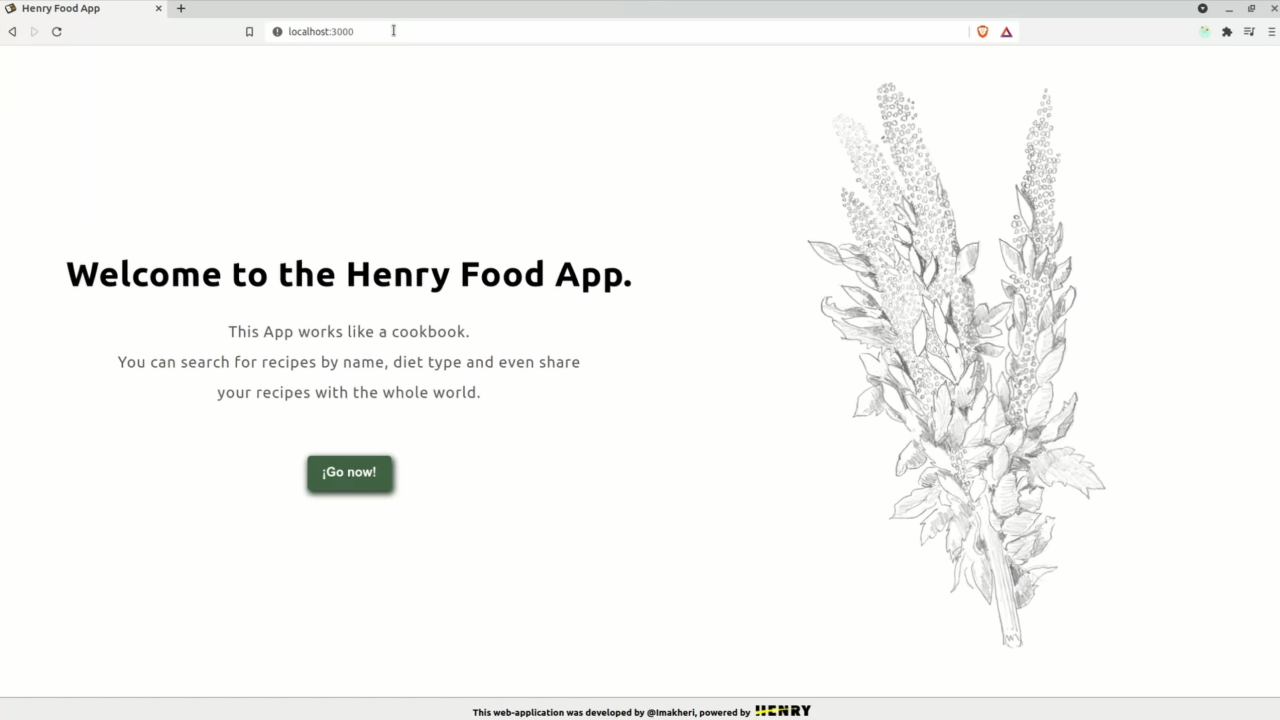 Henry Food App
localhost:3000
Welcome to the Henry Food App.
This App works like a cookbook.
You can search for recipes by name, diet type and even share
your recipes with the whole world.
¡Go now!
This web-application was developed by @Imakheri, powered by HENRY